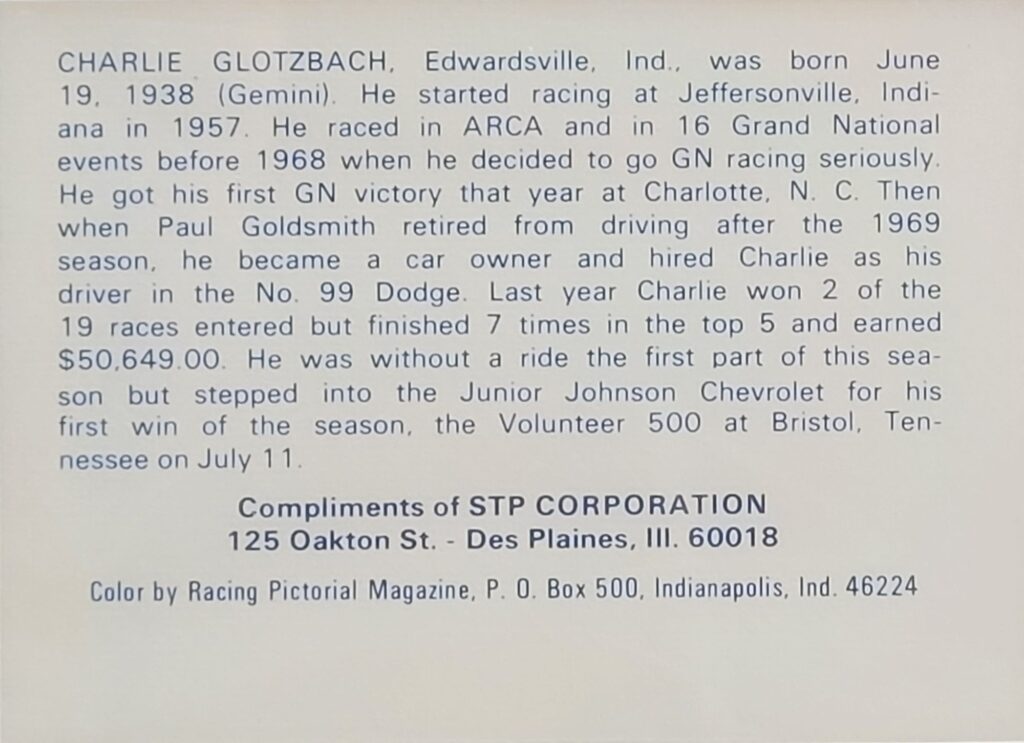 CHARLIE GLOTZBACH, Edwardsville, Ind., was born June
19, 1938 (Gemini). He started racing at Jeffersonville, Indi-
ana in 1957. He raced in ARCA and in 16 Grand National
events before 1968 when he decided to go GN racing seriously.
He got his first GN victory that year at Charlotte, N. C. Then
when Paul Goldsmith retired from driving after the 1969
season, he became a car owner and hired Charlie as his
driver in the No. 99 Dodge. Last year Charlie won 2 of the
19 races entered but finished 7 times in the top 5 and earned
$50,649.00. He was without a ride the first part of this sea-
son but stepped into the Junior Johnson Chevrolet for his
first win of the season, the Volunteer 500 at Bristol, Ten-
nessee on July 11.
Compliments of STP CORPORATION
125 Oakton St. - Des Plaines, Ill. 60018
Color by Racing Pictorial Magazine, P. O. Box 500, Indianapolis, Ind. 46224